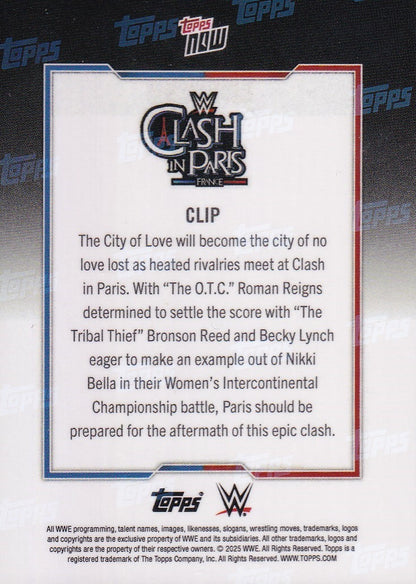 TOPPS TOPPS NOW TOPPS
W
CLASH
IN PARIS
FRANCE
CLIP
The City of Love will become the city of no
love lost as heated rivalries meet at Clash
in Paris. With “The O.T.C.” Roman Reigns
determined to settle the score with “The
Tribal Thief” Bronson Reed and Becky Lynch
eager to make an example out of Nikki
Bella in their Women’s Intercontinental
Championship battle, Paris should be
prepared for the aftermath of this epic clash.
TOPPS® W
All WWE programming, talent names, images, likenesses, slogans, wrestling moves, trademarks, logos
and copyrights are the exclusive property of WWE and its subsidiaries. All other trademarks, logos and
copyrights are the property of their respective owners. © 2025 WWE. All Rights Reserved. Topps is a
registered trademark of The Topps Company, Inc. All Rights Reserved. WWW.TOPPS.COM